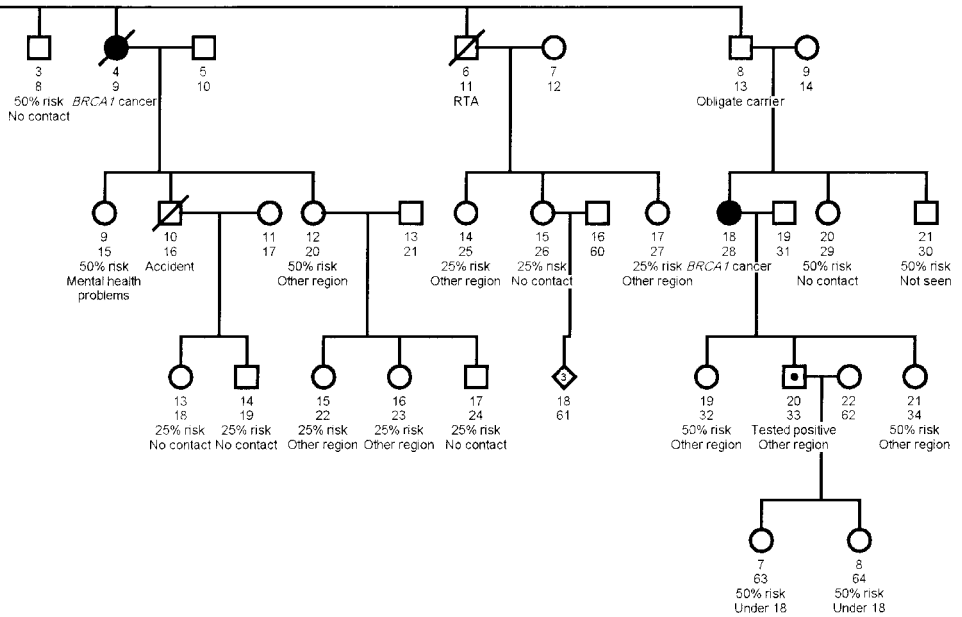 3 4 5 6 7 8 9
8 9 10 11 12 13 14
50% risk BRCA1 cancer RTA Obligate carrier
No contact
9 10 11 12 13 14 15 16 17 18 19 20 21
15 16 17 20 21 25 26 60 27 28 31 29 30
50% risk Accident 50% risk 25% risk 25% risk 25% risk BRCA1 cancer 50% risk 50% risk
Mental health Other region Other region No contact Other region No contact Not seen
problems
3
13 14 15 16 17 18 19 20 22 21
18 19 22 23 24 61 32 33 62 34
25% risk 25% risk 25% risk 25% risk 25% risk 50% risk Tested positive 50% risk
No contact No contact Other region Other region No contact Other region Other region Other region
7 8
63 64
50% risk 50% risk
Under 18 Under 18